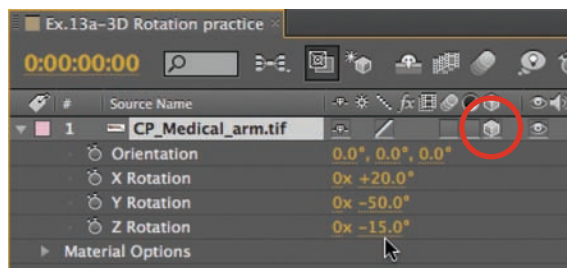 Ex.13a-3D Rotation practice ×
0:00:00:00
# Source Name fx
1 CP_Medical_arm.tif
Orientation 0.0°, 0.0°, 0.0°
X Rotation 0x +20.0°
Y Rotation 0x -50.0°
Z Rotation 0x -15.0°
Material Options